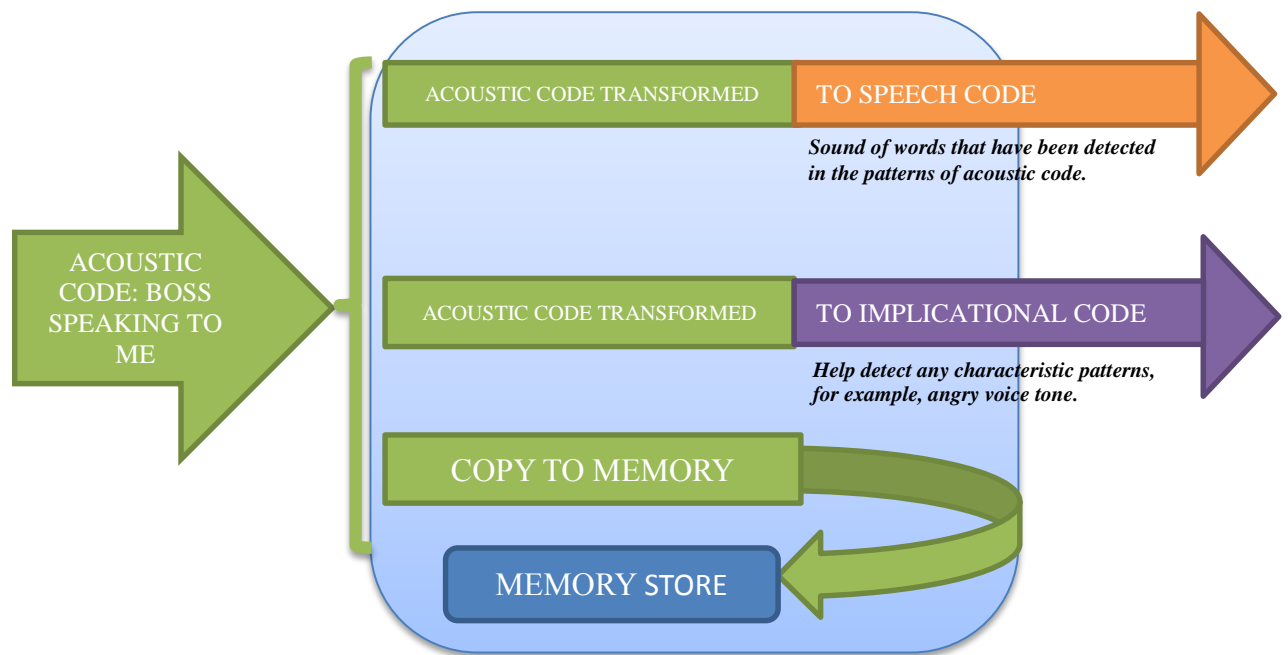 ACOUSTIC CODE TRANSFORMED
TO SPEECH CODE
Sound of words that have been detected
in the patterns of acoustic code.
ACOUSTIC
CODE: BOSS
SPEAKING TO
ME
ACOUSTIC CODE TRANSFORMED
TO IMPLICATIONAL CODE
Help detect any characteristic patterns,
for example, angry voice tone.
COPY TO MEMORY
MEMORY STORE